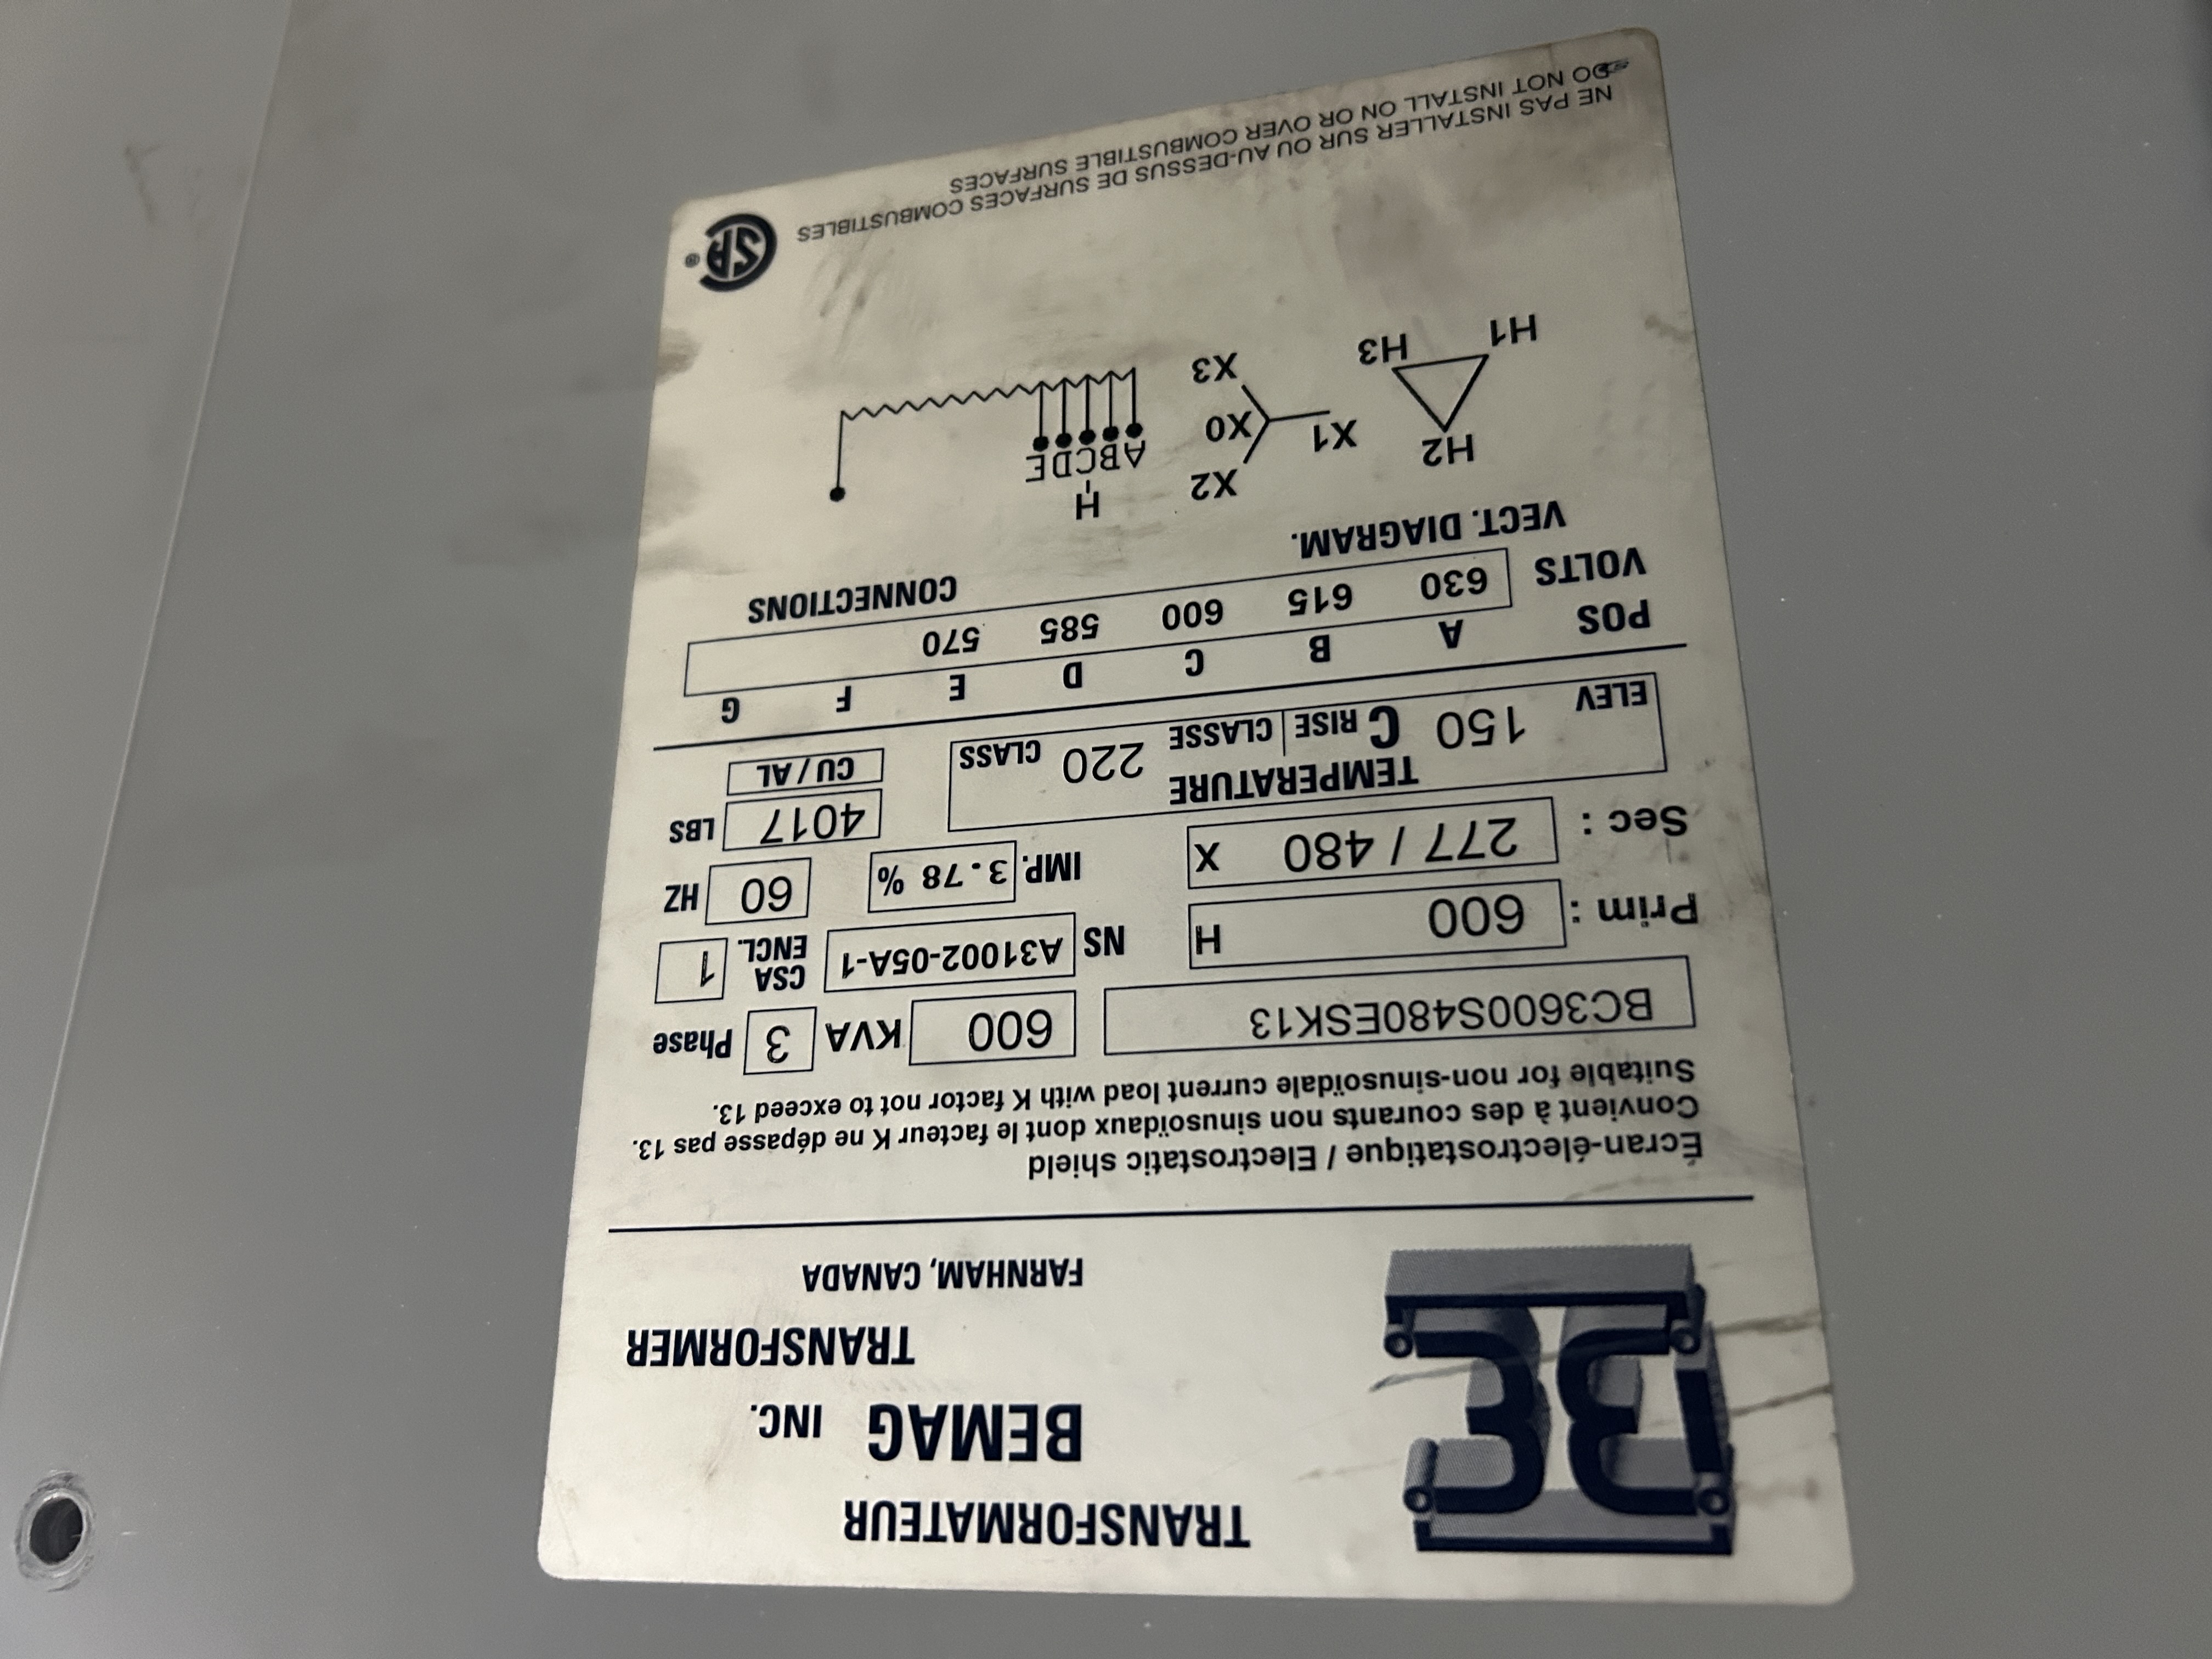 TRANSFORMATEUR
BEMAG INC.
TRANSFORMER
FARNHAM, CANADA
Écran-électrostatique / Electrostatic shield
Convient à des courants non sinusoïdaux dont le facteur K ne dépasse pas 13.
Suitable for non-sinusoïdale current load with K factor not to exceed 13.
BC3600S480ESK13 600 KVA 3 Phase
Prim : 600 H NS A31002-05A-1 CSA ENCL. 1
Sec : 277 / 480 X IMP. 3.78 % 60 HZ
TEMPERATURE 4017 LBS
ELEV 150 C RISE CLASSE 220 CLASS CU / AL
POS A B C D E F G
VOLTS 630 615 600 585 570
VECT. DIAGRAM. CONNECTIONS
H2 X2 H
X1 X0 ABCDE
H1 H3 X3
SA ®
NE PAS INSTALLER SUR OU AU-DESSUS DE SURFACES COMBUSTIBLES
DO NOT INSTALL ON OR OVER COMBUSTIBLE SURFACES